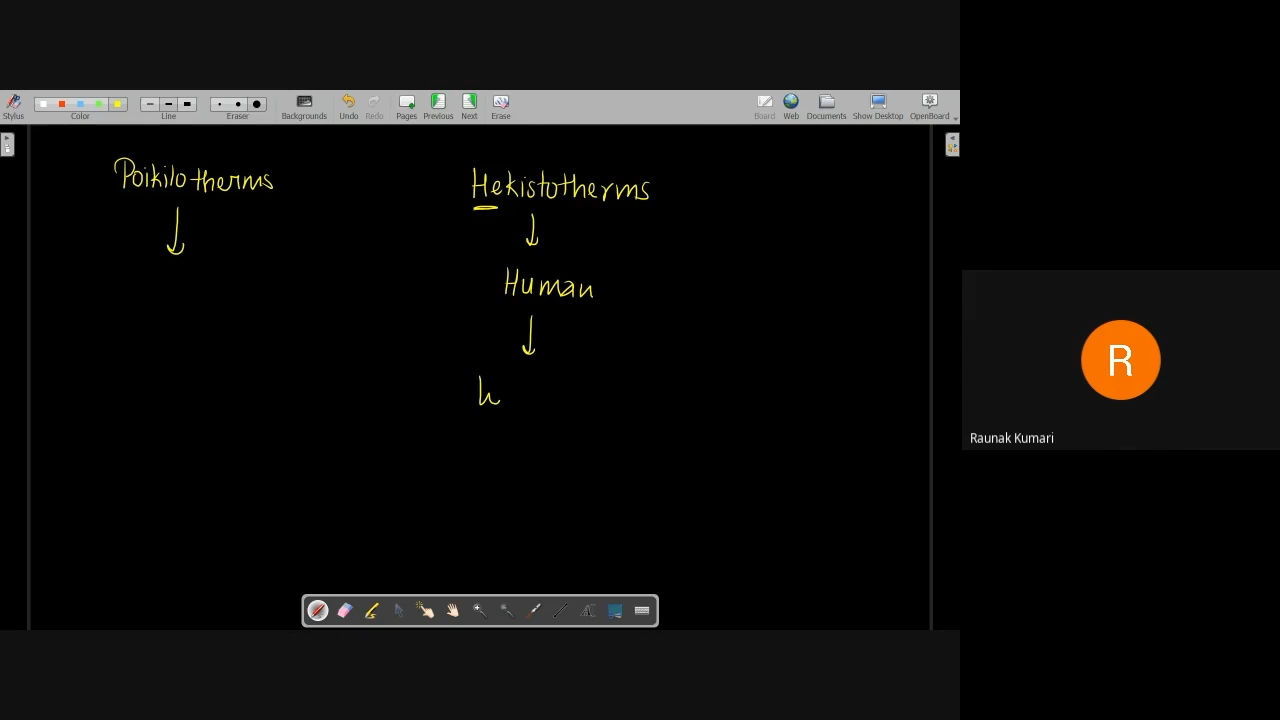 Stylus Color Line Eraser Backgrounds Undo Redo Pages Previous Next Erase Board Web Documents Show Desktop OpenBoard
Poikilotherms
Hekistotherms
Human
h
R
Raunak Kumari